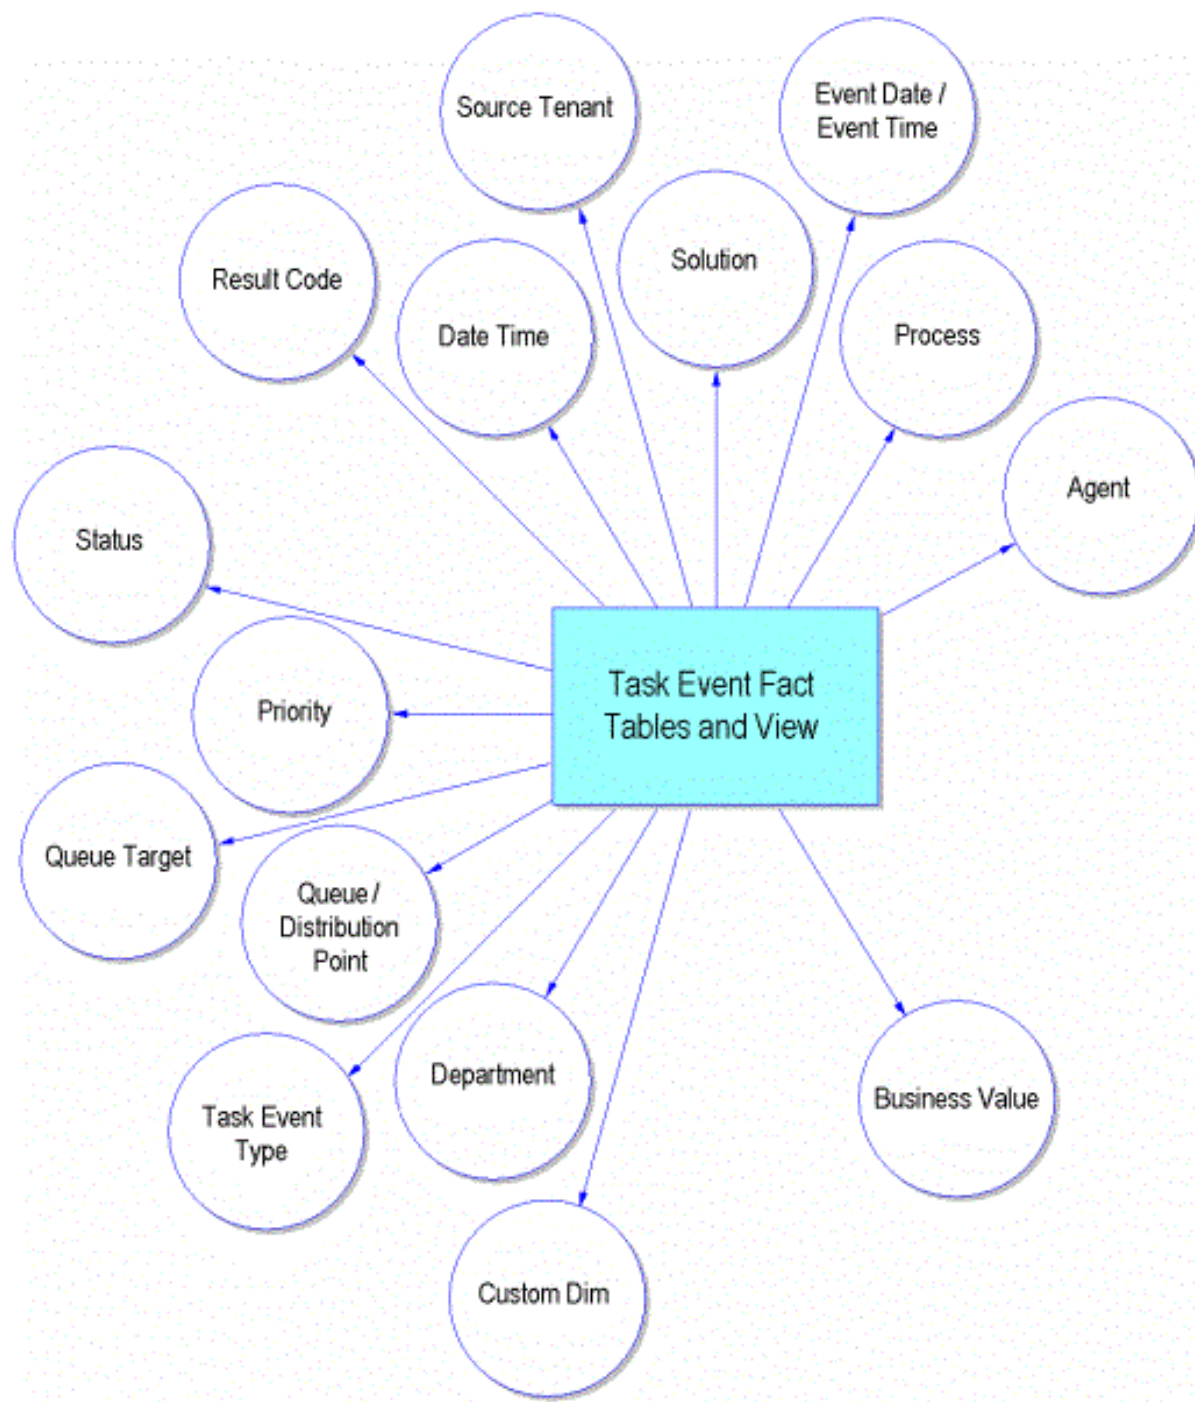 Source Tenant
Event Date /
Event Time
Solution
Result Code
Date Time
Process
Agent
Status
Task Event Fact
Tables and View
Priority
Queue Target
Queue /
Distribution
Point
Department
Business Value
Task Event
Type
Custom Dim